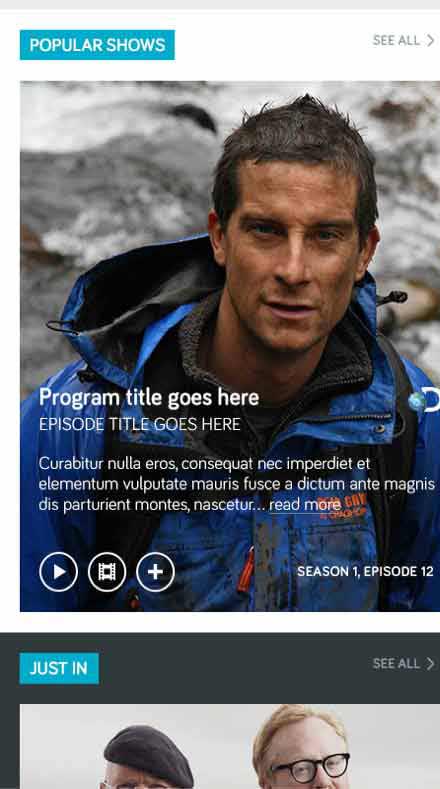 POPULAR SHOWS
SEE ALL
Program title goes here
EPISODE TITLE GOES HERE
Curabitur nulla eros, consequat nec imperdiet et
elementum vulputate mauris fusce a dictum ante magnis
dis parturient montes, nascetur... read more
SEASON 1, EPISODE 12
JUST IN
SEE ALL